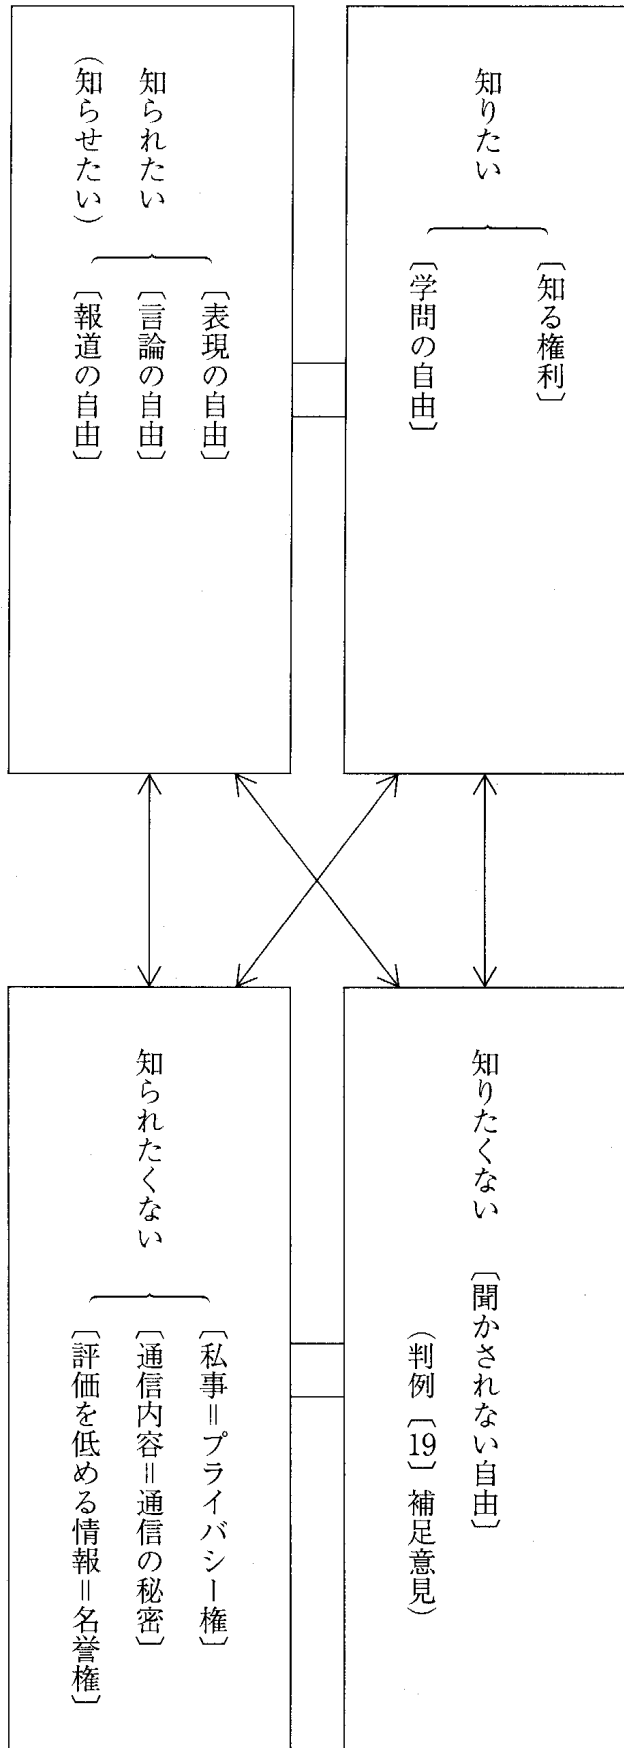 知りたい
〔知る権利〕
〔学問の自由〕
知られたい
(知らせたい)
〔表現の自由〕
〔言論の自由〕
〔報道の自由〕
知りたくない 〔聞かされない自由〕
(判例〔19〕補足意見)
知られたくない
〔私事=プライバシー権〕
〔通信内容=通信の秘密〕
〔評価を低める情報=名誉権〕